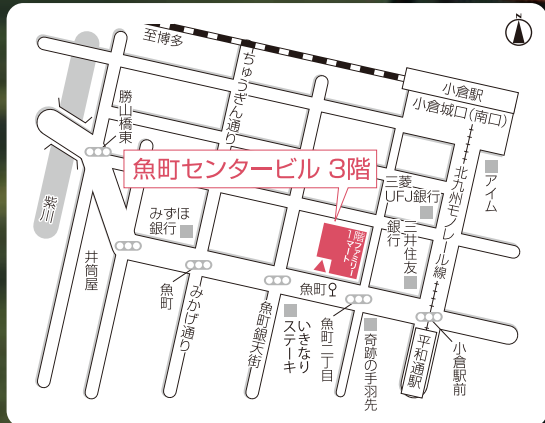 N
至博多
小倉駅
小倉城口(南口)
ちゅうぎん通り
勝山橋東
アイム
北九州モノレール線
魚町センタービル 3階
三菱
UFJ銀行
紫川
みずほ
銀行
三井住友
銀行
1階ファミリー
マート
井筒屋
魚町
魚町
みかげ通り
魚町銀天街
いきなり
ステーキ
魚町二丁目
奇跡の手羽先
平和通駅
小倉駅前